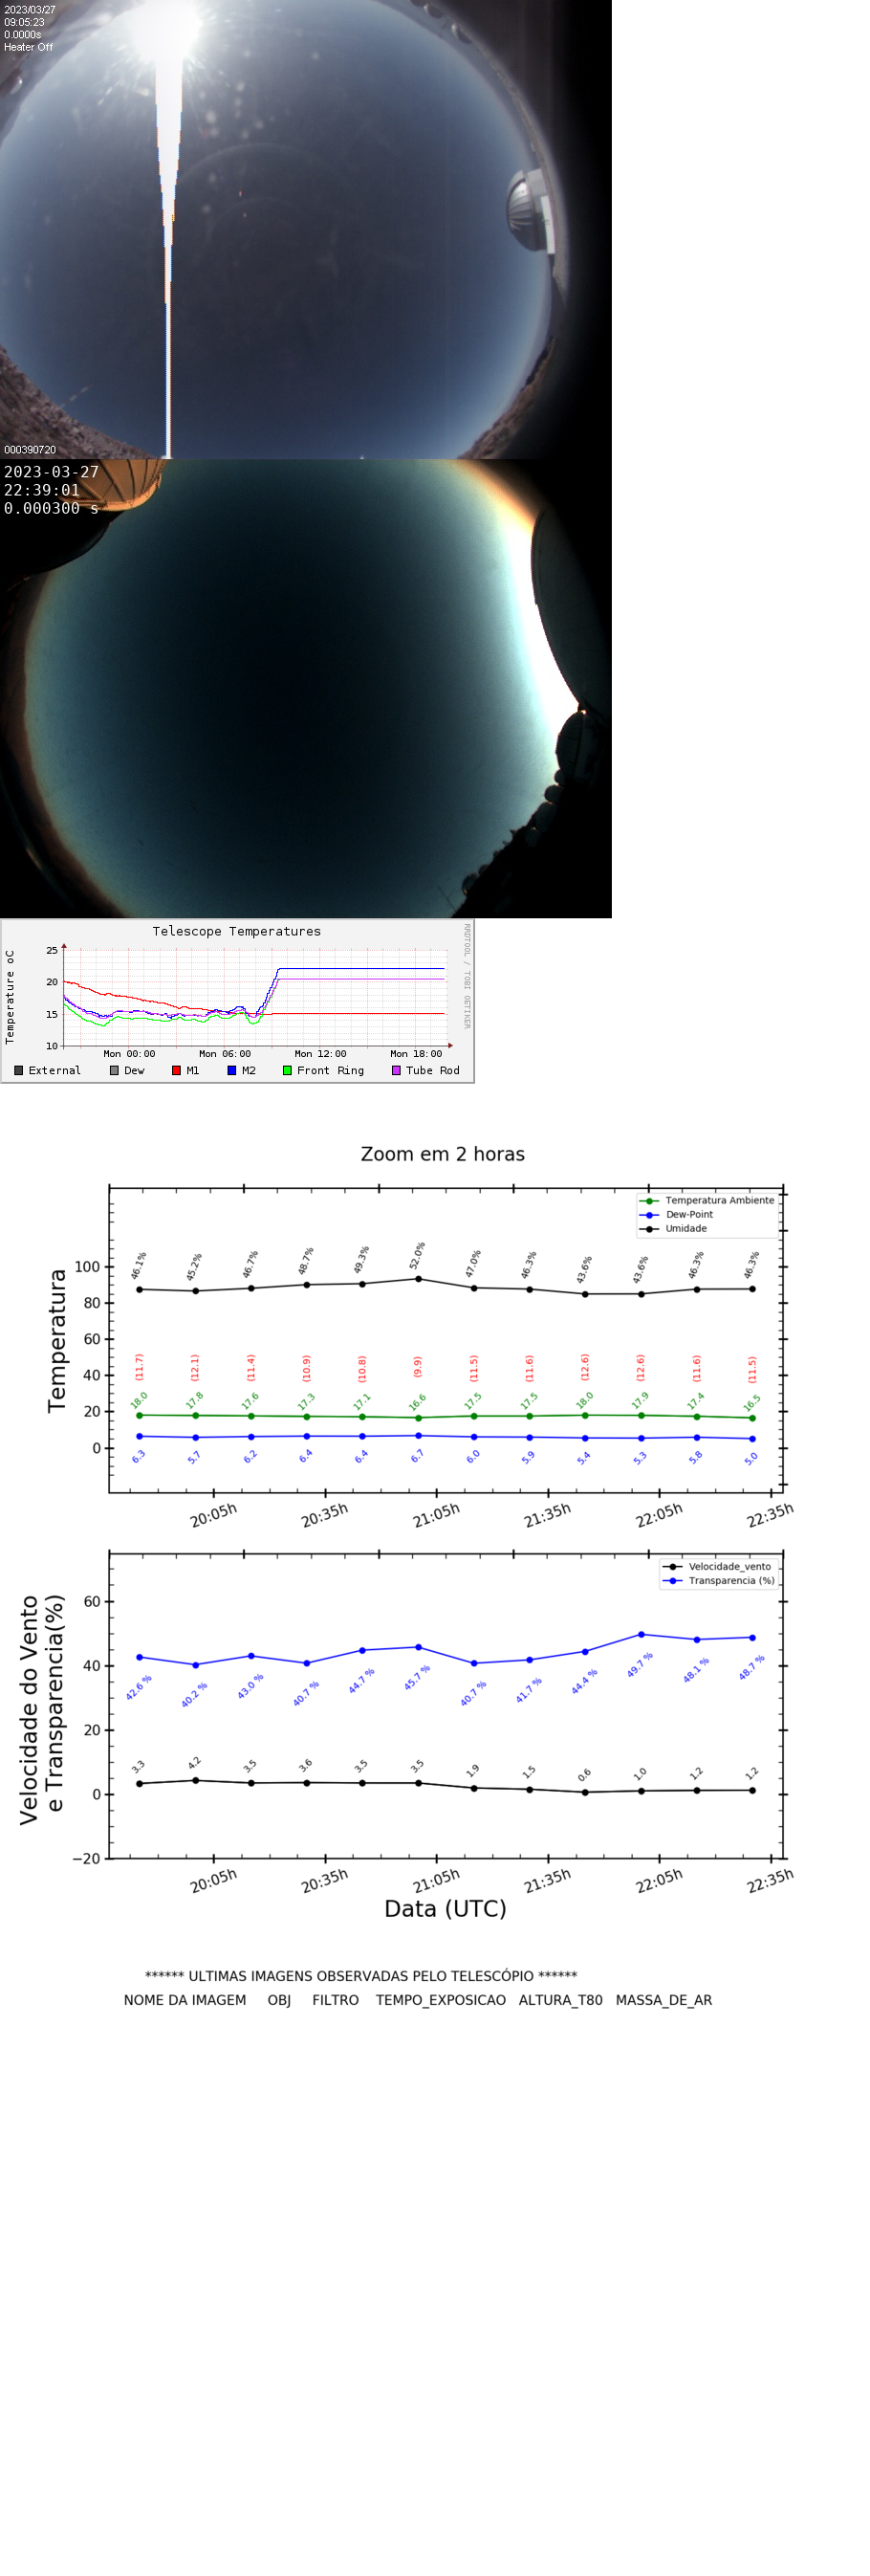 2023/03/27
09:05:23
0.0000s
Heater Off
000390720
2023-03-27
22:39:01
0.000300 s
Telescope Temperatures
RRDTOOL / TOBI OETIKER
Temperature oC
25
20
15
10
Mon 00:00 Mon 06:00 Mon 12:00 Mon 18:00
External Dew M1 M2 Front Ring Tube Rod
Zoom em 2 horas
Temperatura Ambiente
Dew-Point
Umidade
Temperatura
100
80
60
40
20
0
46.1% 45.2% 46.7% 48.7% 49.3% 52.0% 47.0% 46.3% 43.6% 43.6% 46.3% 46.3%
(11.7) (12.1) (11.4) (10.9) (10.8) (9.9) (11.5) (11.6) (12.6) (12.6) (11.6) (11.5)
18.0 17.8 17.6 17.3 17.1 16.6 17.5 17.5 18.0 17.9 17.4 16.5
6.3 5.7 6.2 6.4 6.4 6.7 6.0 5.9 5.4 5.3 5.8 5.0
20:05h 20:35h 21:05h 21:35h 22:05h 22:35h
Velocidade_vento
Transparencia (%)
Velocidade do Vento
e Transparencia(%)
60
40
20
0
−20
42.6 % 40.2 % 43.0 % 40.7 % 44.7 % 45.7 % 40.7 % 41.7 % 44.4 % 49.7 % 48.1 % 48.7 %
3.3 4.2 3.5 3.6 3.5 3.5 1.9 1.5 0.6 1.0 1.2 1.2
20:05h 20:35h 21:05h 21:35h 22:05h 22:35h
Data (UTC)
****** ULTIMAS IMAGENS OBSERVADAS PELO TELESCÓPIO ******
NOME DA IMAGEM OBJ FILTRO TEMPO_EXPOSICAO ALTURA_T80 MASSA_DE_AR